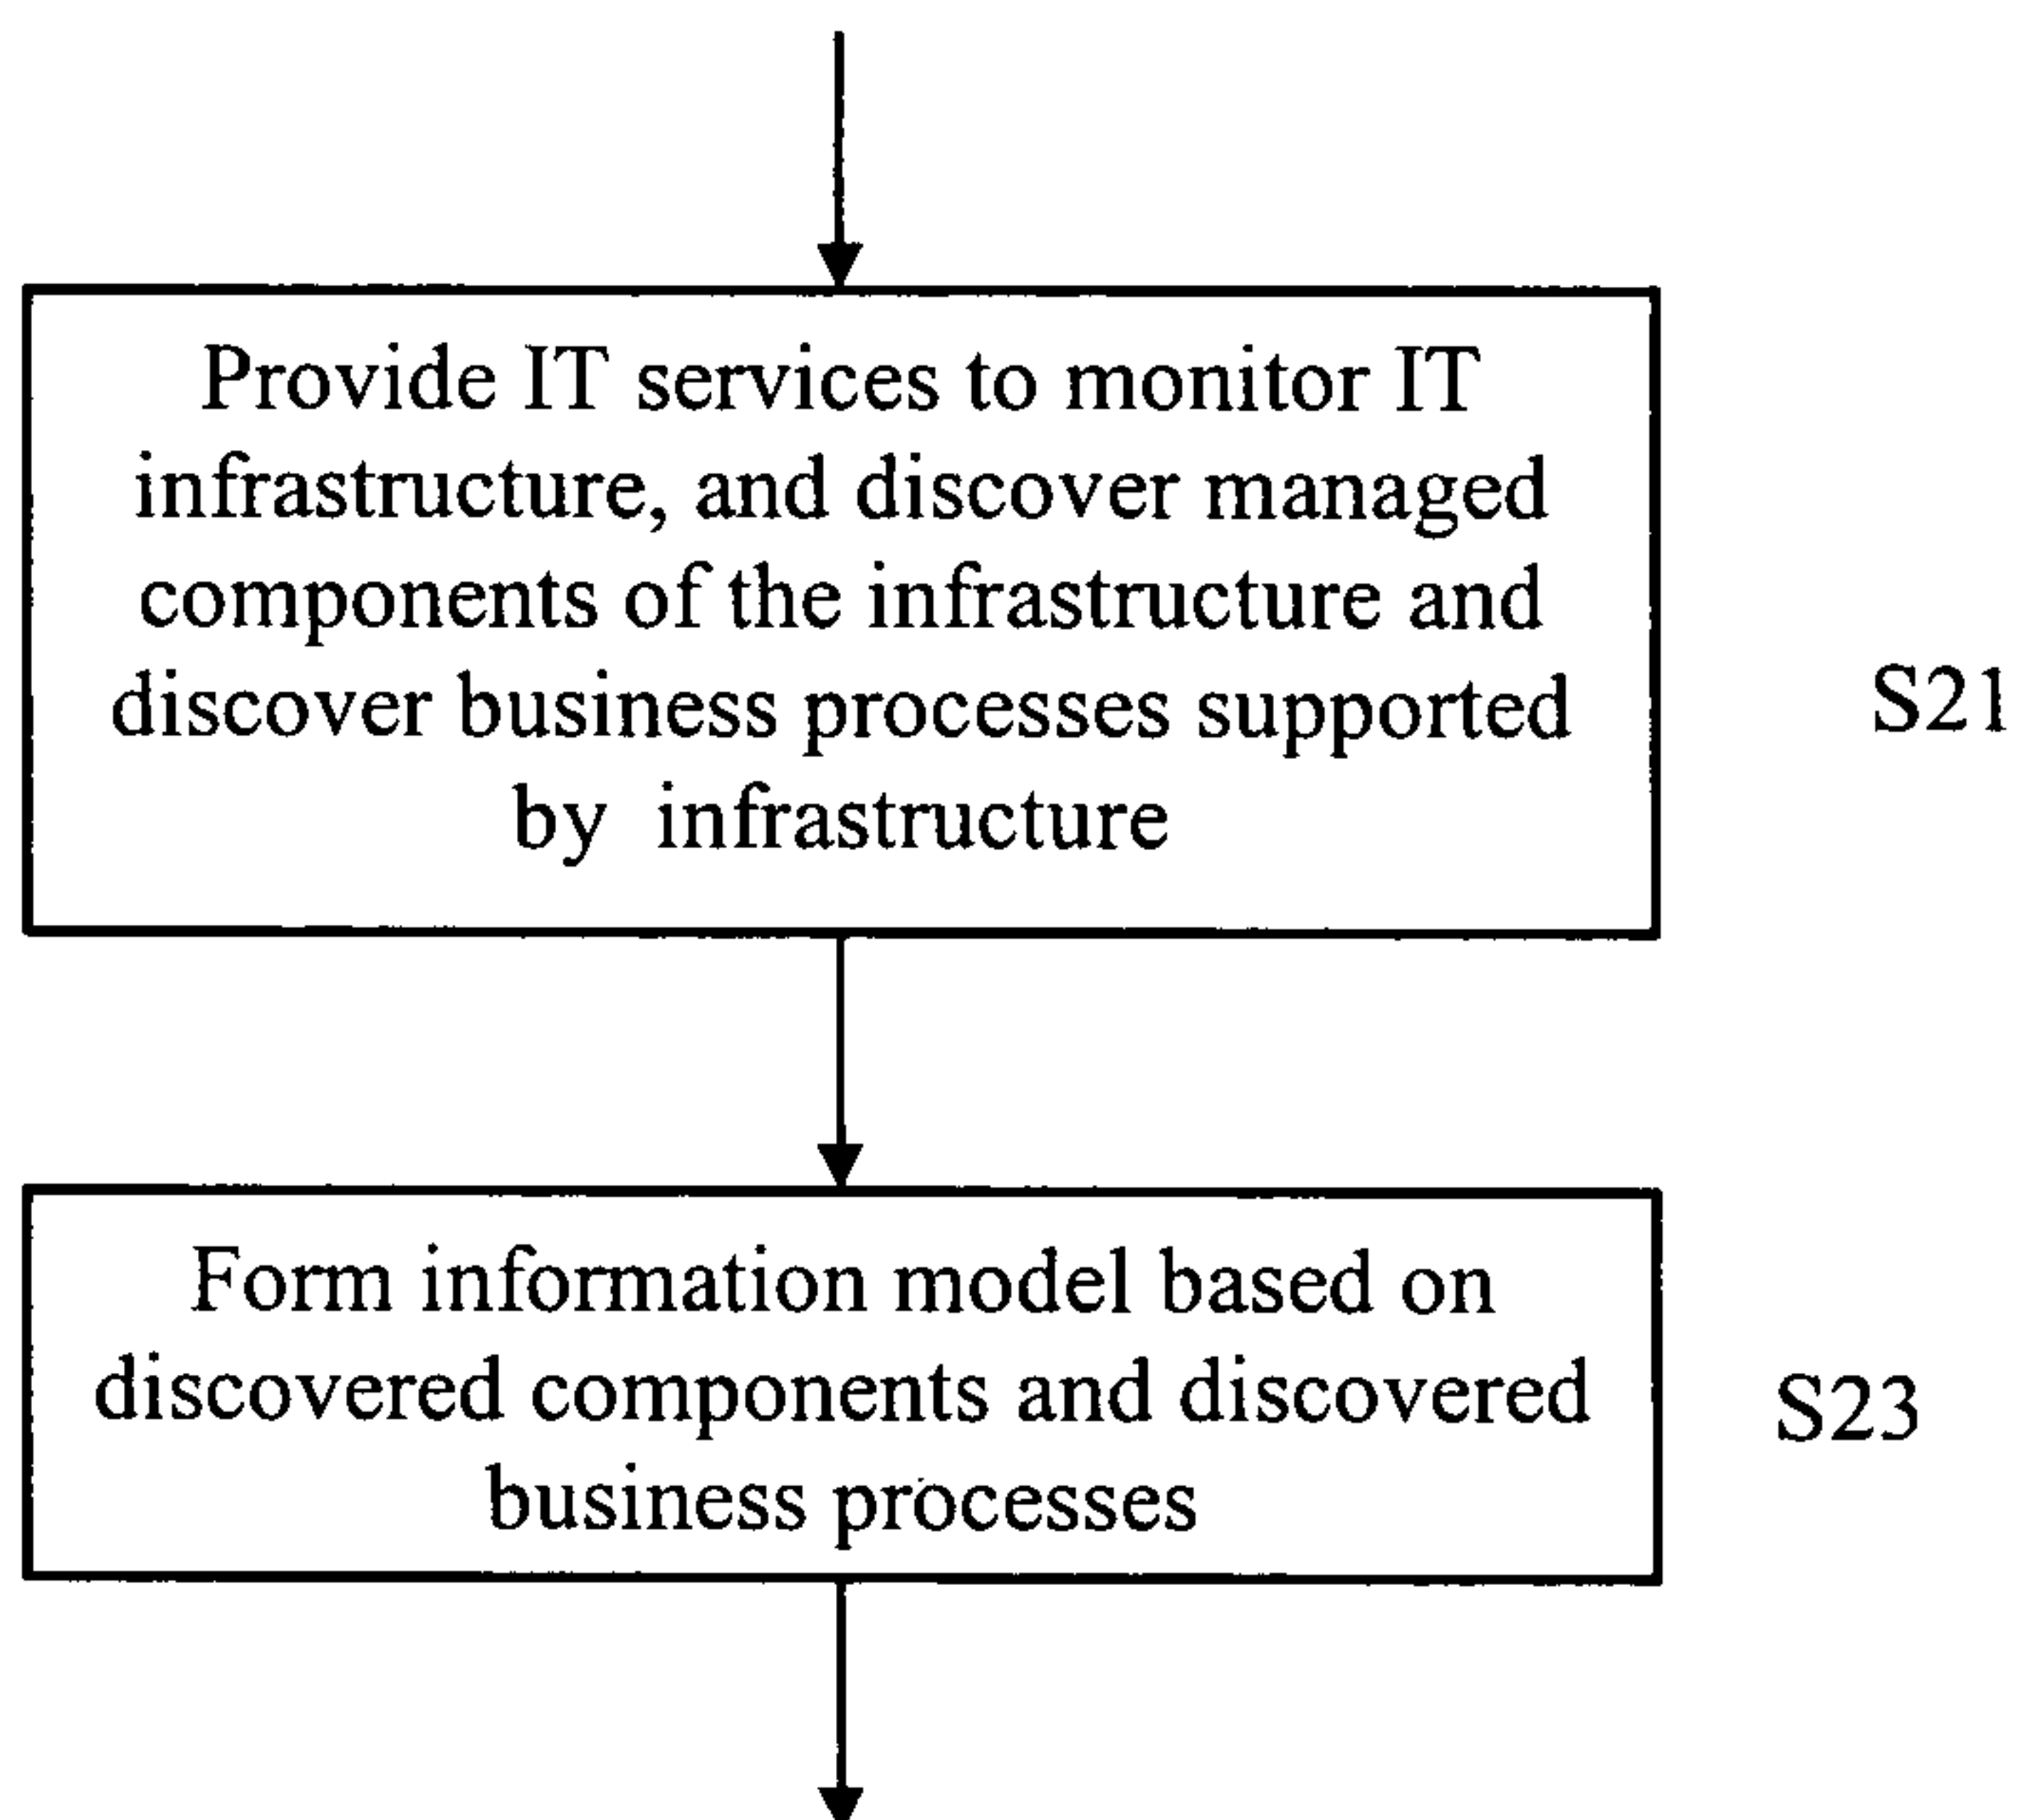 Provide IT services to monitor IT
infrastructure, and discover managed
components of the infrastructure and
discover business processes supported
by infrastructure
S21
Form information model based on
discovered components and discovered
business processes
S23